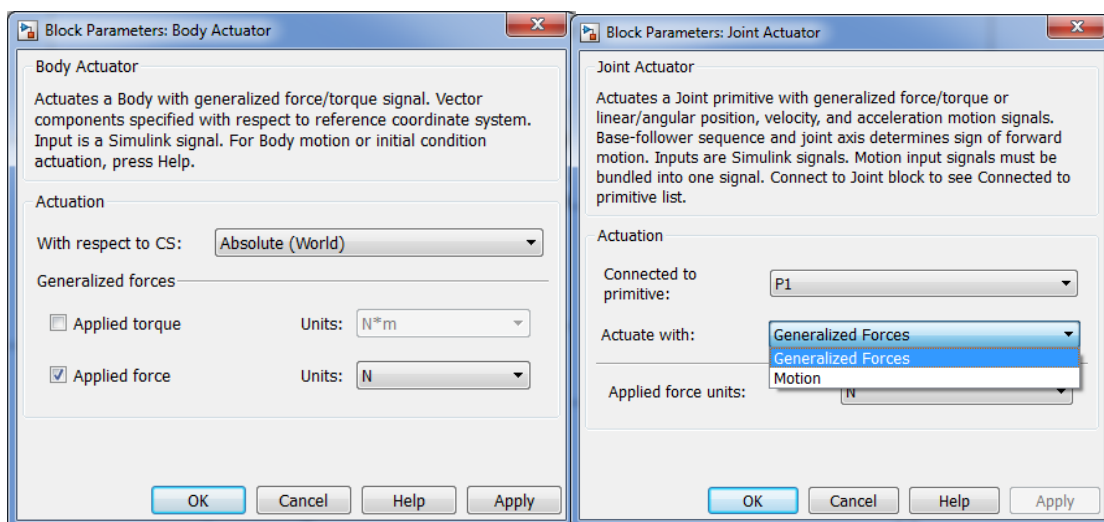 Block Parameters: Body Actuator
Body Actuator
Actuates a Body with generalized force/torque signal. Vector
components specified with respect to reference coordinate system.
Input is a Simulink signal. For Body motion or initial condition
actuation, press Help.
Actuation
With respect to CS: Absolute (World)
Generalized forces
Applied torque Units: N*m
Applied force Units: N
OK Cancel Help Apply
Block Parameters: Joint Actuator
Joint Actuator
Actuates a Joint primitive with generalized force/torque or
linear/angular position, velocity, and acceleration motion signals.
Base-follower sequence and joint axis determines sign of forward
motion. Inputs are Simulink signals. Motion input signals must be
bundled into one signal. Connect to Joint block to see Connected to
primitive list.
Actuation
Connected to
primitive: P1
Actuate with: Generalized Forces
Generalized Forces
Motion
Applied force units: N
OK Cancel Help Apply